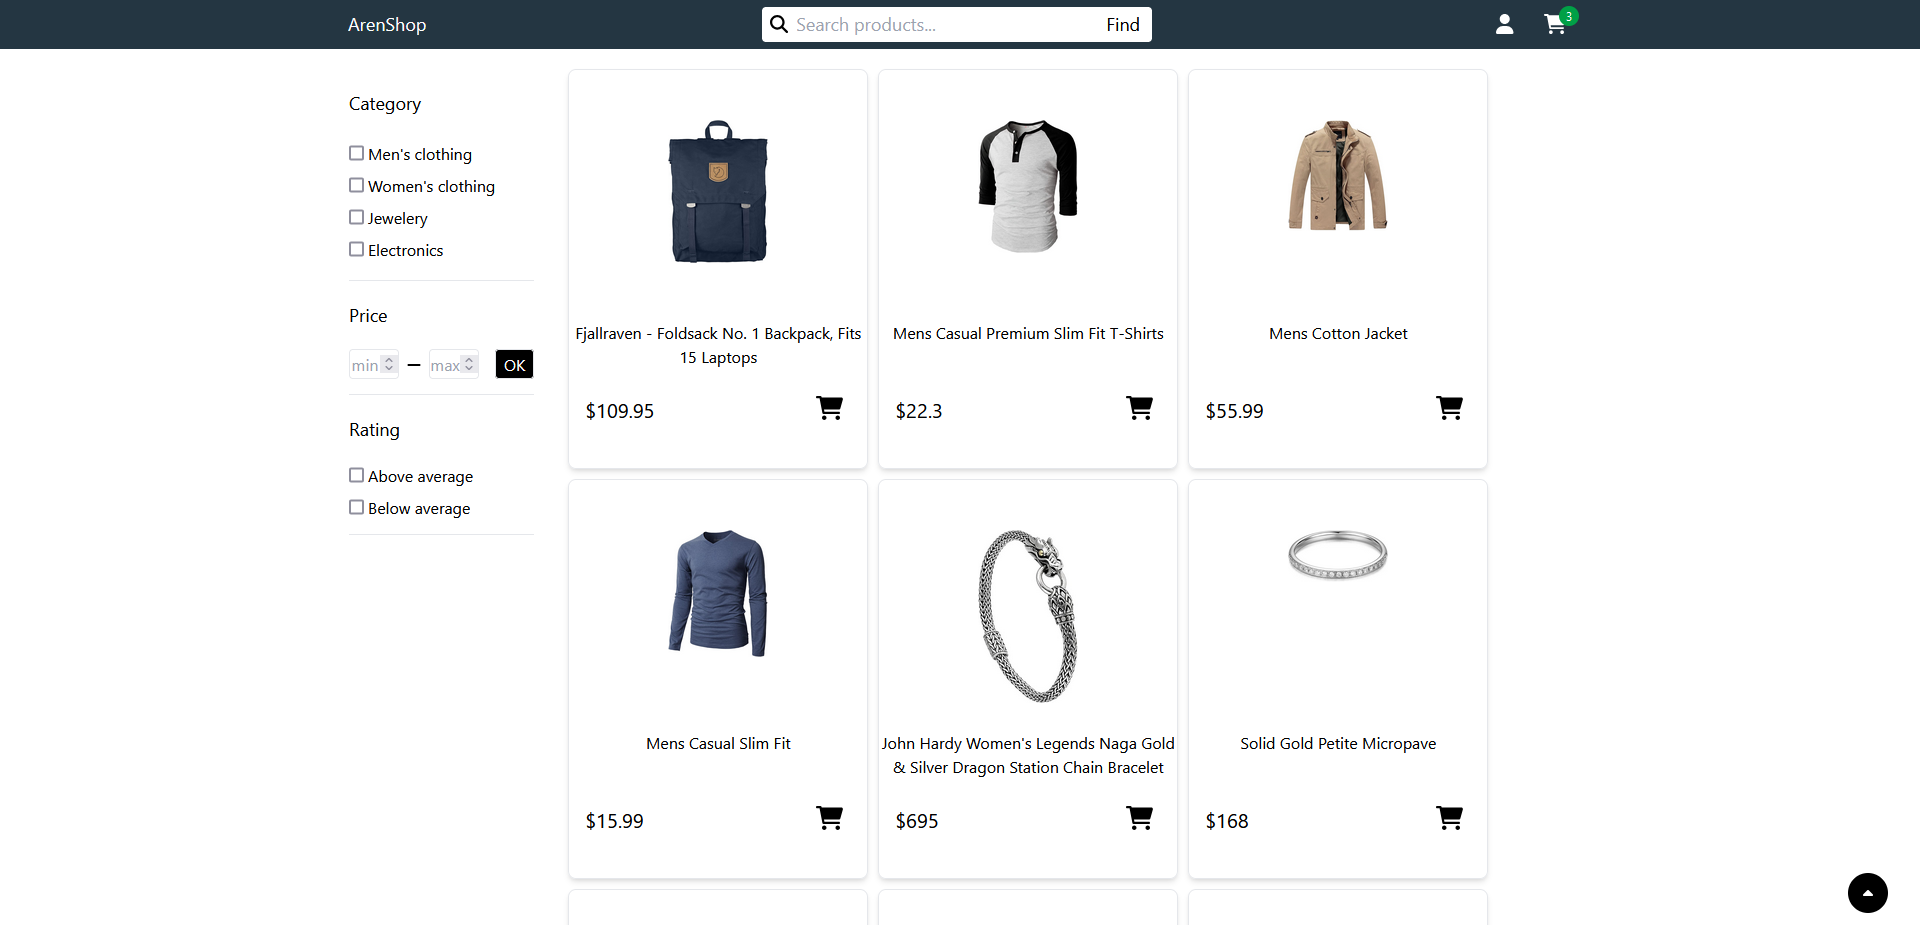 ArenShop
Search products...
Find
3
Category
Men's clothing
Women's clothing
Jewelery
Electronics
Price
min
max
OK
Rating
Above average
Below average
Fjallraven - Foldsack No. 1 Backpack, Fits
15 Laptops
$109.95
Mens Casual Premium Slim Fit T-Shirts
$22.3
Mens Cotton Jacket
$55.99
Mens Casual Slim Fit
$15.99
John Hardy Women's Legends Naga Gold
& Silver Dragon Station Chain Bracelet
$695
Solid Gold Petite Micropave
$168